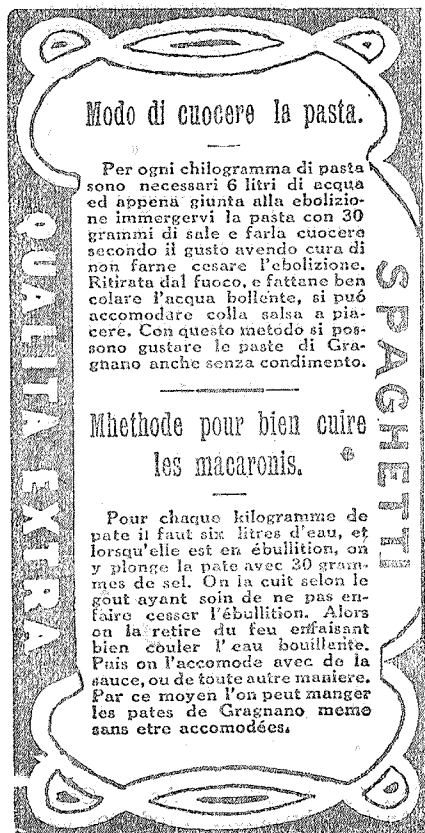 Modo di cuocere la pasta.
Per ogni chilogramma di pasta
sono necessari 6 litri di acqua
ed appena giunta alla ebolizio-
ne immergervi la pasta con 30
grammi di sale e farla cuocere
secondo il gusto avendo cura di
non farne cesare l'ebolizione.
Ritirata dal fuoco, e fattane ben
colare l'acqua bollente, si puó
accomodare colla salsa a pia-
cere. Con questo metodo si pos-
sono gustare le paste di Gra-
gnano anche senza condimento.
Mhethode pour bien cuire
les macaronis.
Pour chaque kilogramme de
pate il faut six litres d'eau, et
lorsqu'elle est en ébullition, on
y plonge la pate avec 30 gram-
mes de sel. On la cuit selon le
gout ayant soin de ne pas en-
faire cesser l'ébullition. Alors
on la retire du feu enfaisant
bien couler l'eau bouillente.
Puis on l'accomode avec de la
sauce, ou de toute autre maniere.
Par ce moyen l'on peut manger
les pates de Gragnano meme
sans etre accomodées.
QUALITA EXTRA
SPAGHETTI